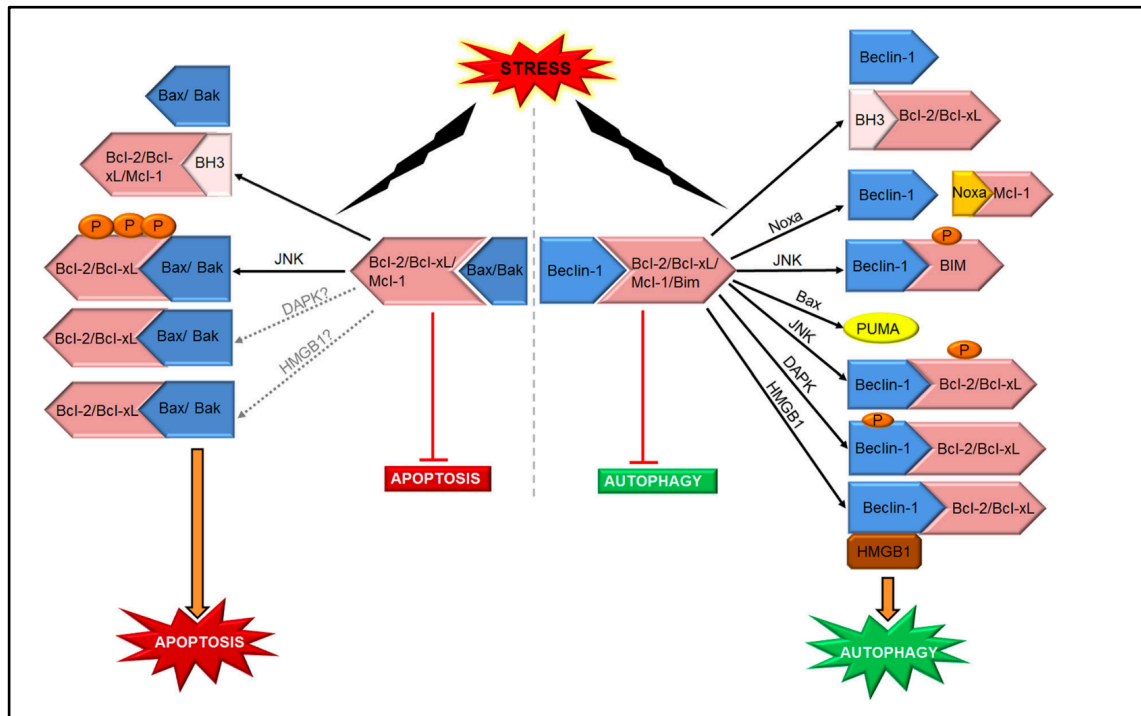 STRESS
Bax/ Bak
Bcl-2/Bcl-
xL/Mcl-1
BH3
P P P
Bcl-2/Bcl-xL
Bax/ Bak
JNK
DAPK?
Bcl-2/Bcl-xL
Bax/ Bak
HMGB1?
Bcl-2/Bcl-xL
Bax/ Bak
Bcl-2/Bcl-xL/
Mcl-1
Bax/Bak
APOPTOSIS
APOPTOSIS
Beclin-1
Bcl-2/Bcl-xL/
Mcl-1/Bim
AUTOPHAGY
Beclin-1
BH3
Bcl-2/Bcl-xL
Noxa
Beclin-1
Noxa
Mcl-1
JNK
P
Beclin-1
BIM
Bax
PUMA
JNK
P
Beclin-1
Bcl-2/Bcl-xL
DAPK
P
Beclin-1
Bcl-2/Bcl-xL
HMGB1
Beclin-1
Bcl-2/Bcl-xL
HMGB1
AUTOPHAGY